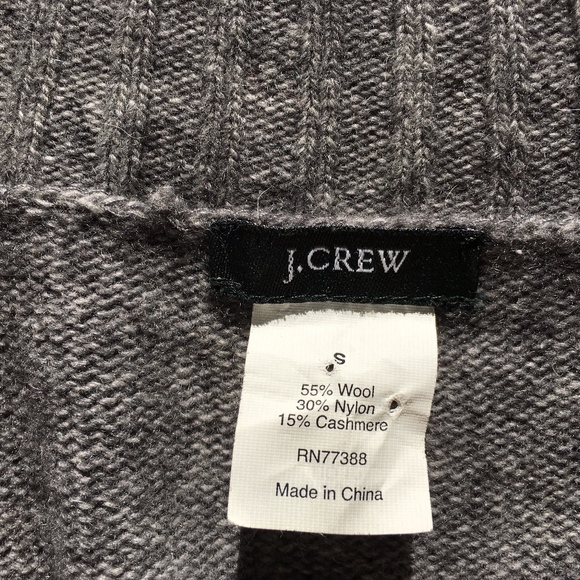 J.CREW
S
55% Wool
30% Nylon
15% Cashmere
RN77388
Made in China